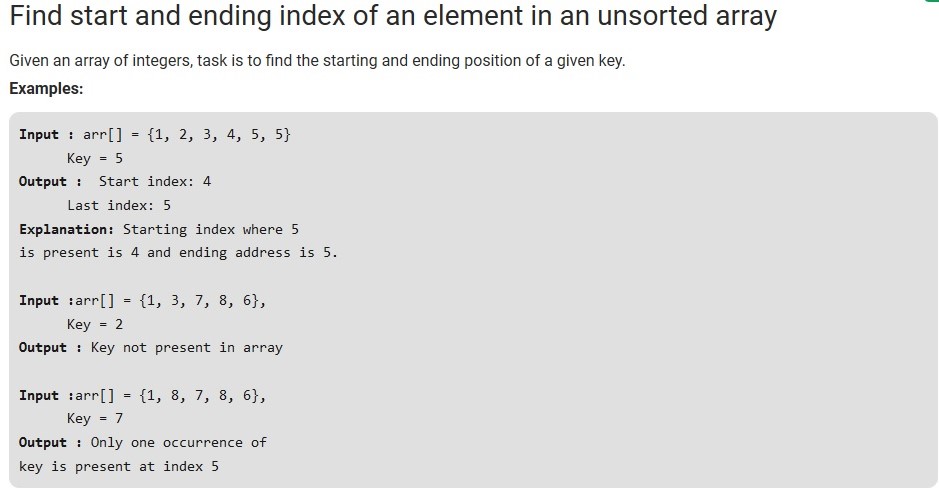 Find start and ending index of an element in an unsorted array
Given an array of integers, task is to find the starting and ending position of a given key.
Examples:
Input : arr[] = {1, 2, 3, 4, 5, 5}
Key = 5
Output :  Start index: 4
Last index: 5
Explanation: Starting index where 5
is present is 4 and ending address is 5.
Input :arr[] = {1, 3, 7, 8, 6},
Key = 2
Output : Key not present in array
Input :arr[] = {1, 8, 7, 8, 6},
Key = 7
Output : Only one occurrence of
key is present at index 5